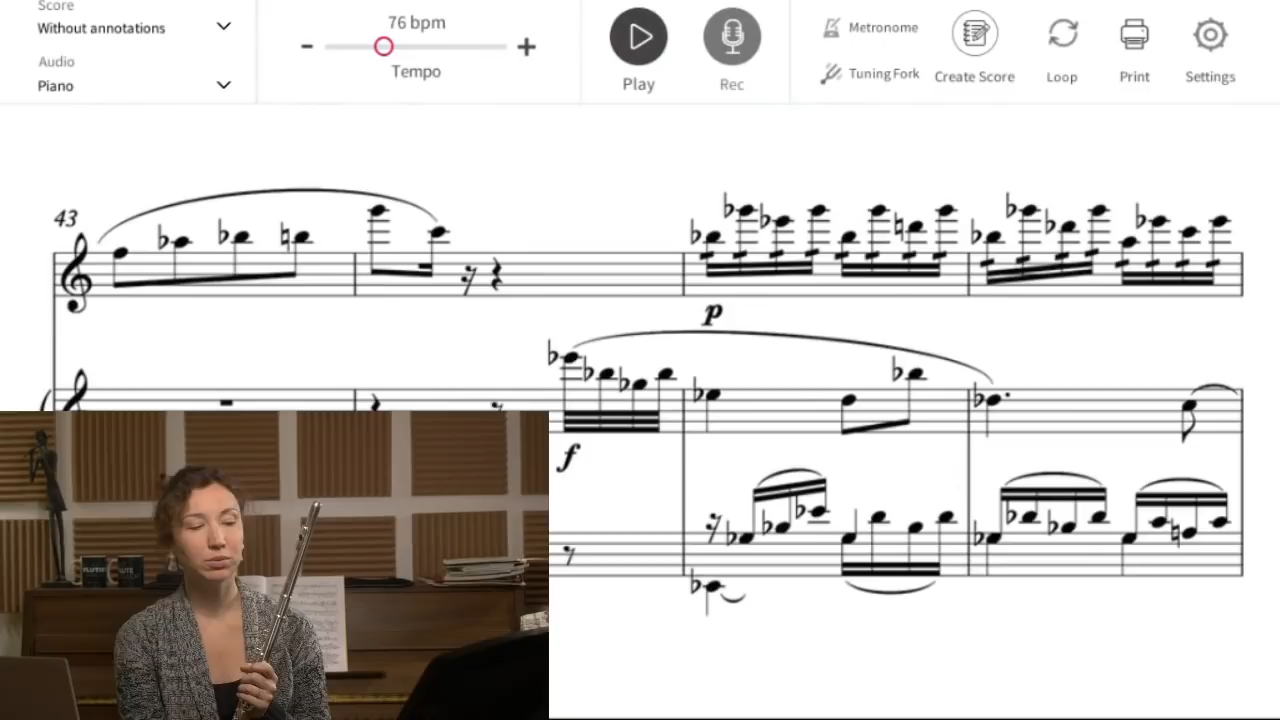 Score
Without annotations
Audio
Piano
76 bpm
Tempo
Play
Rec
Metronome
Tuning Fork
Create Score
Loop
Print
Settings
43
p
f